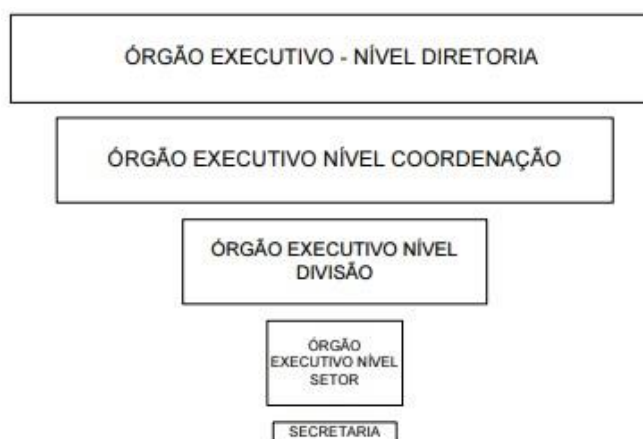 ÓRGÃO EXECUTIVO - NÍVEL DIRETORIA
ÓRGÃO EXECUTIVO NÍVEL COORDENAÇÃO
ÓRGÃO EXECUTIVO NÍVEL
DIVISÃO
ÓRGÃO
EXECUTIVO NÍVEL
SETOR
SECRETARIA